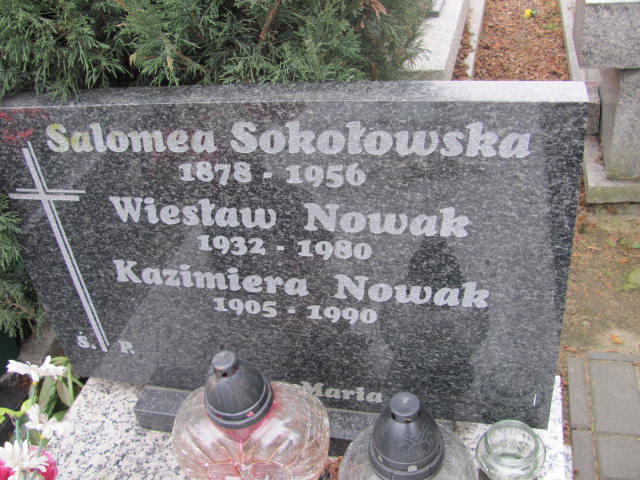 Salomea Sokołowska
1878 - 1956
Wiesław Nowak
1932 - 1980
Kazimiera Nowak
1905 - 1990
Ś. P.
Maria